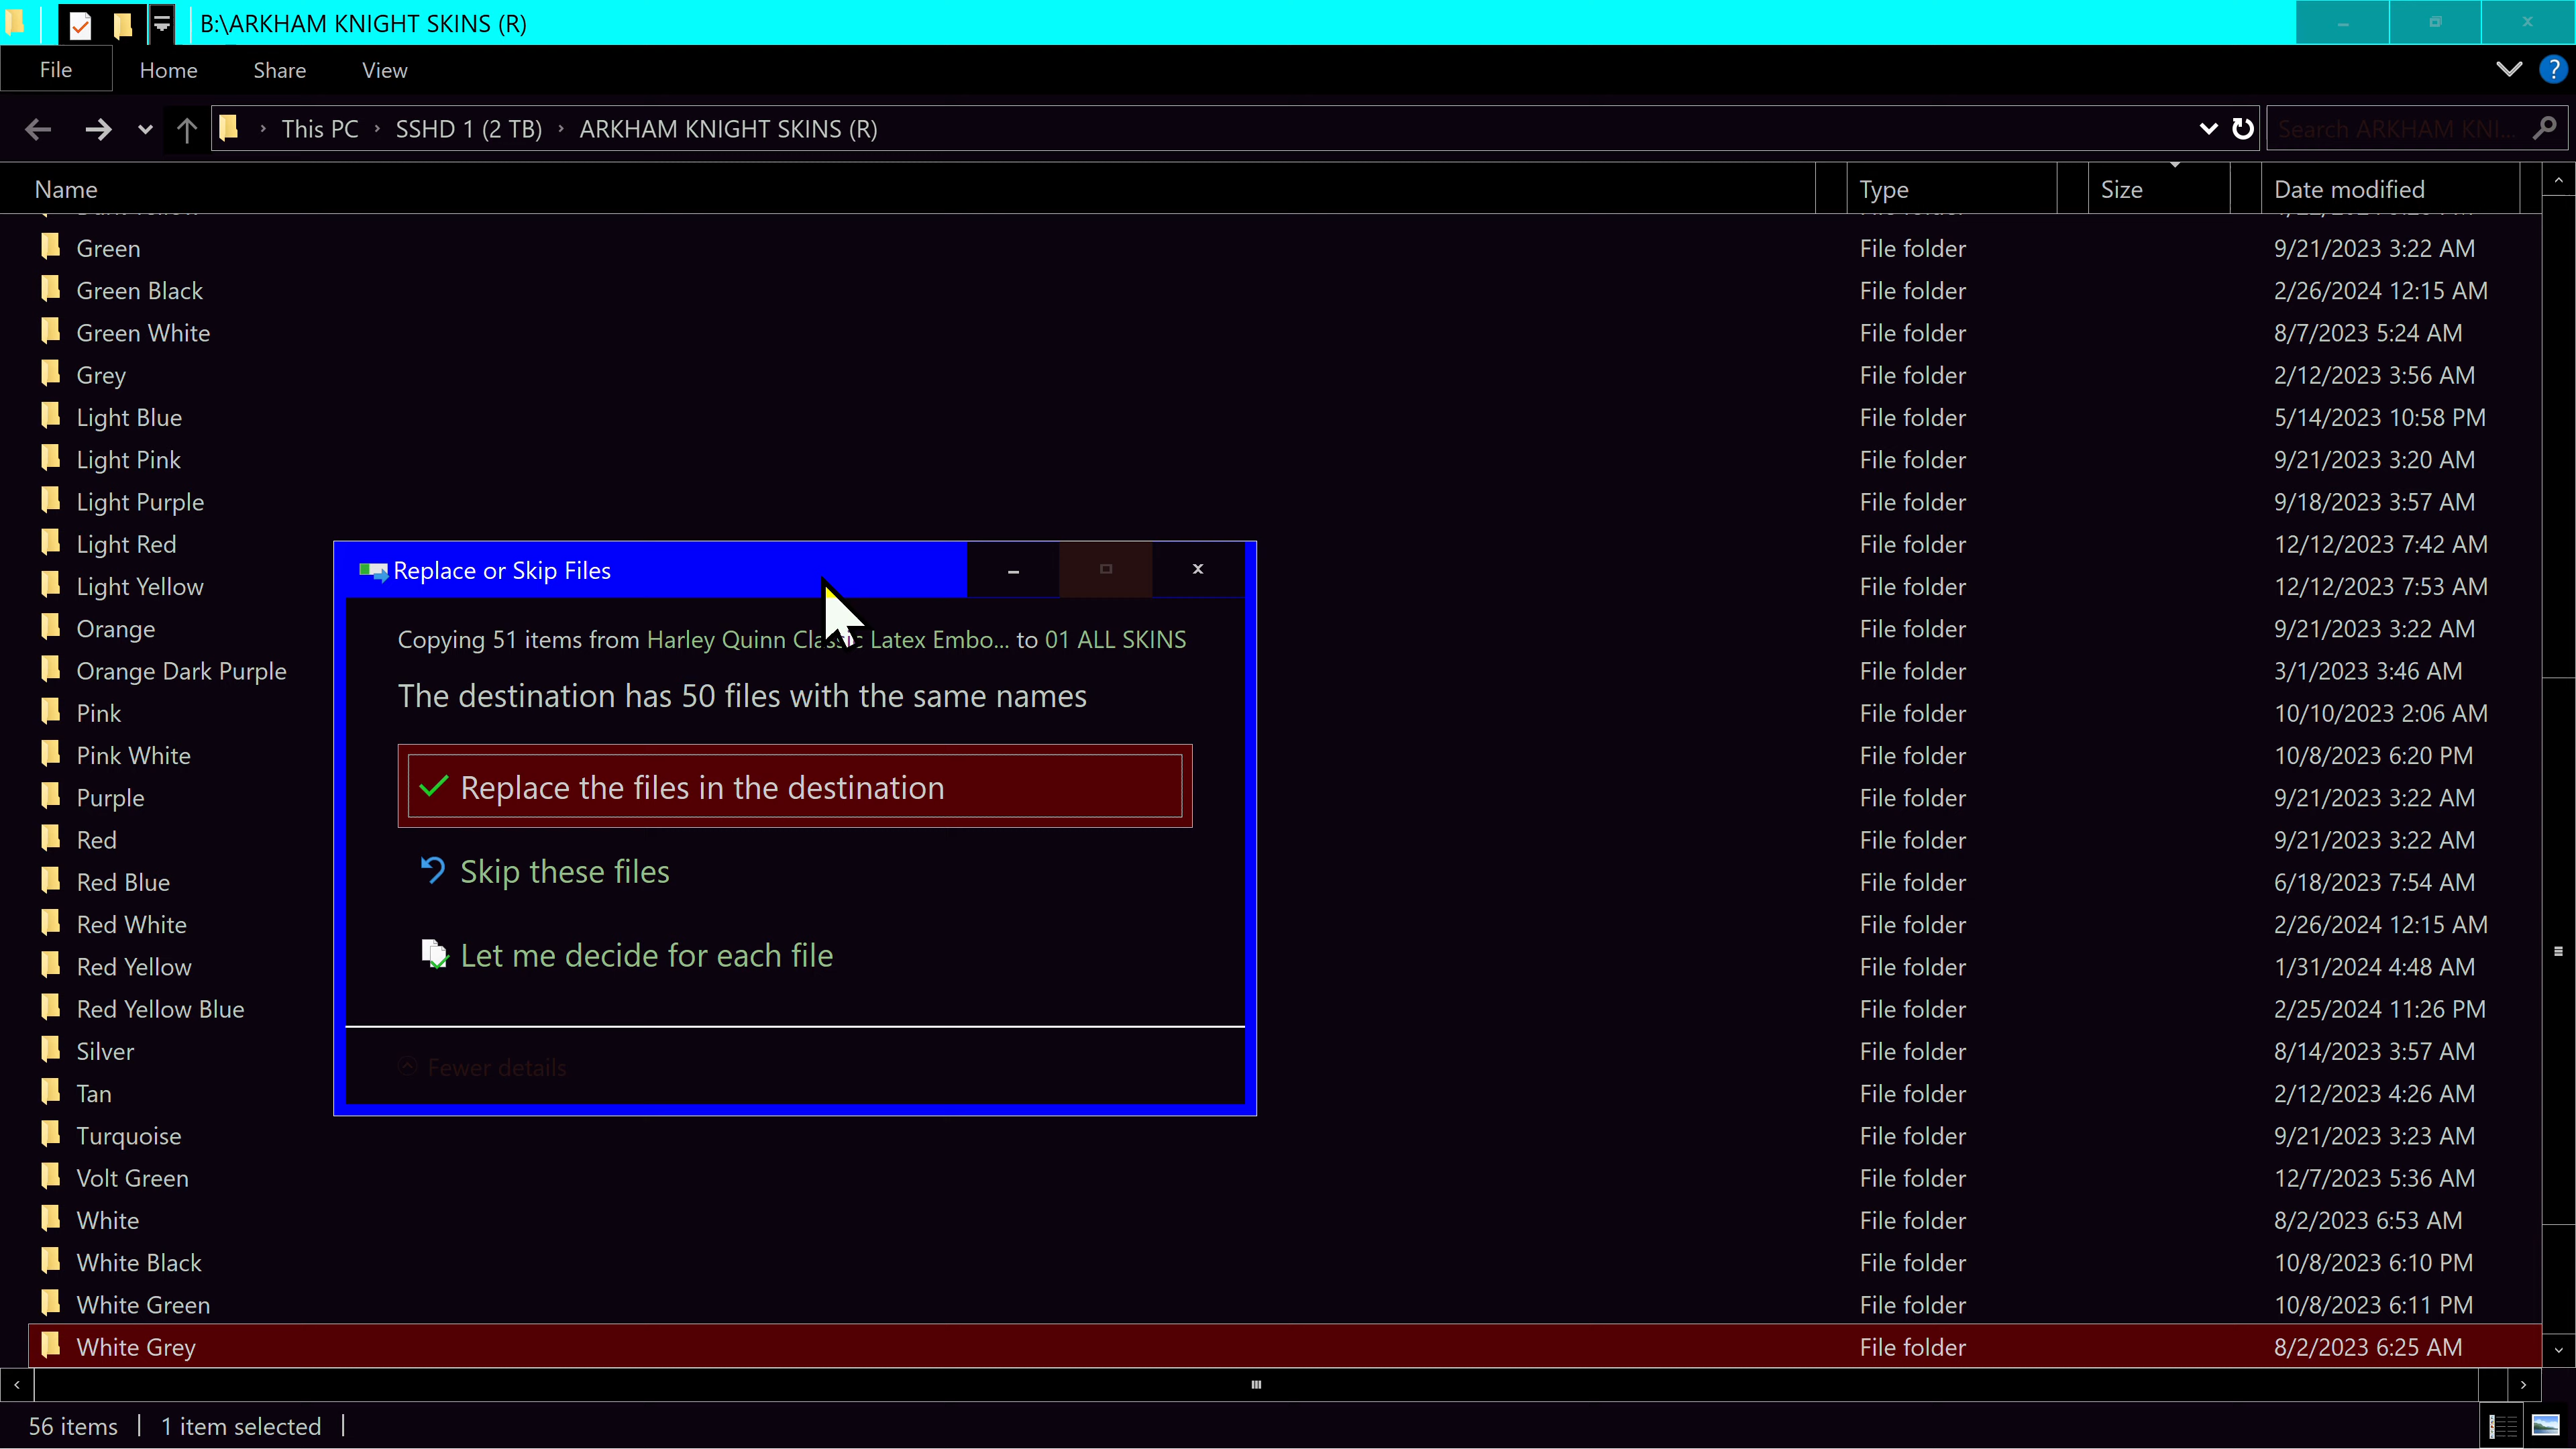 B:\ARKHAM KNIGHT SKINS (R)
File Home Share View
This PC › SSHD 1 (2 TB) › ARKHAM KNIGHT SKINS (R)
Search ARKHAM KNI...
Name Type Size Date modified
Green File folder 9/21/2023 3:22 AM
Green Black File folder 2/26/2024 12:15 AM
Green White File folder 8/7/2023 5:24 AM
Grey File folder 2/12/2023 3:56 AM
Light Blue File folder 5/14/2023 10:58 PM
Light Pink File folder 9/21/2023 3:20 AM
Light Purple File folder 9/18/2023 3:57 AM
Light Red File folder 12/12/2023 7:42 AM
Light Yellow File folder 12/12/2023 7:53 AM
Orange File folder 9/21/2023 3:22 AM
Orange Dark Purple File folder 3/1/2023 3:46 AM
Pink File folder 10/10/2023 2:06 AM
Pink White File folder 10/8/2023 6:20 PM
Purple File folder 9/21/2023 3:22 AM
Red File folder 9/21/2023 3:22 AM
Red Blue File folder 6/18/2023 7:54 AM
Red White File folder 2/26/2024 12:15 AM
Red Yellow File folder 1/31/2024 4:48 AM
Red Yellow Blue File folder 2/25/2024 11:26 PM
Silver File folder 8/14/2023 3:57 AM
Tan File folder 2/12/2023 4:26 AM
Turquoise File folder 9/21/2023 3:23 AM
Volt Green File folder 12/7/2023 5:36 AM
White File folder 8/2/2023 6:53 AM
White Black File folder 10/8/2023 6:10 PM
White Green File folder 10/8/2023 6:11 PM
White Grey File folder 8/2/2023 6:25 AM
Replace or Skip Files
Copying 51 items from Harley Quinn Classic Latex Embo... to 01 ALL SKINS
The destination has 50 files with the same names
Replace the files in the destination
Skip these files
Let me decide for each file
Fewer details
56 items 1 item selected